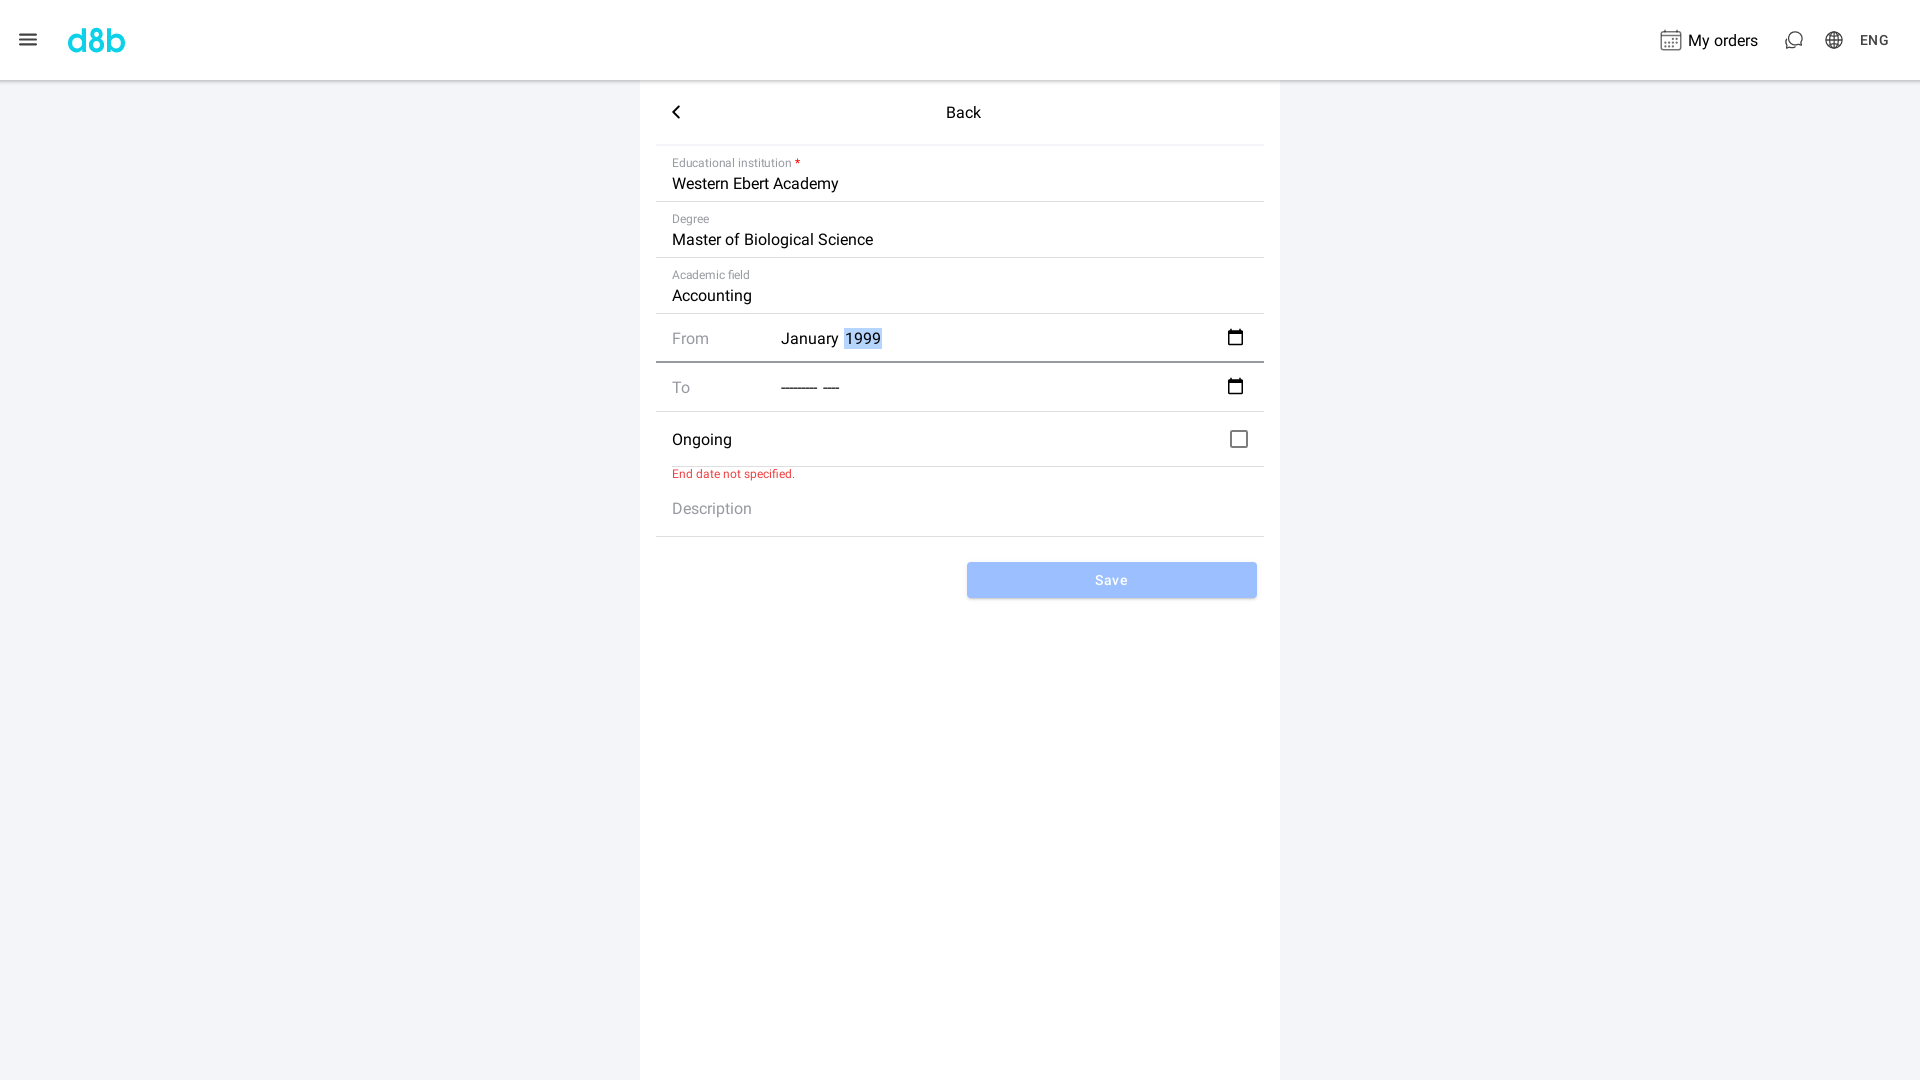 d8b
My orders
ENG
Back
Educational institution *
Western Ebert Academy
Degree
Master of Biological Science
Academic field
Accounting
From January 1999
To --------- ----
Ongoing
End date not specified.
Description
Save